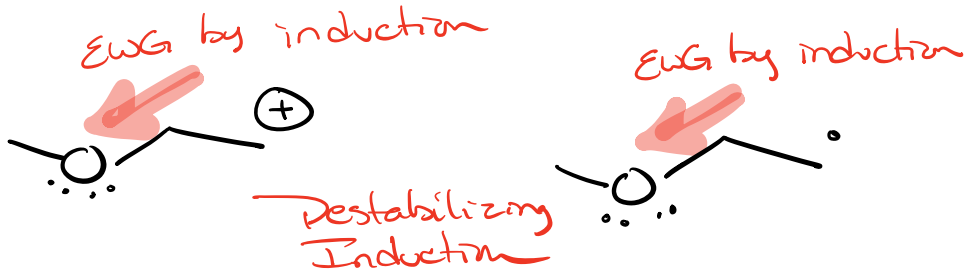 EWG by induction
EWG by induction
+
Destabilizing
Induction